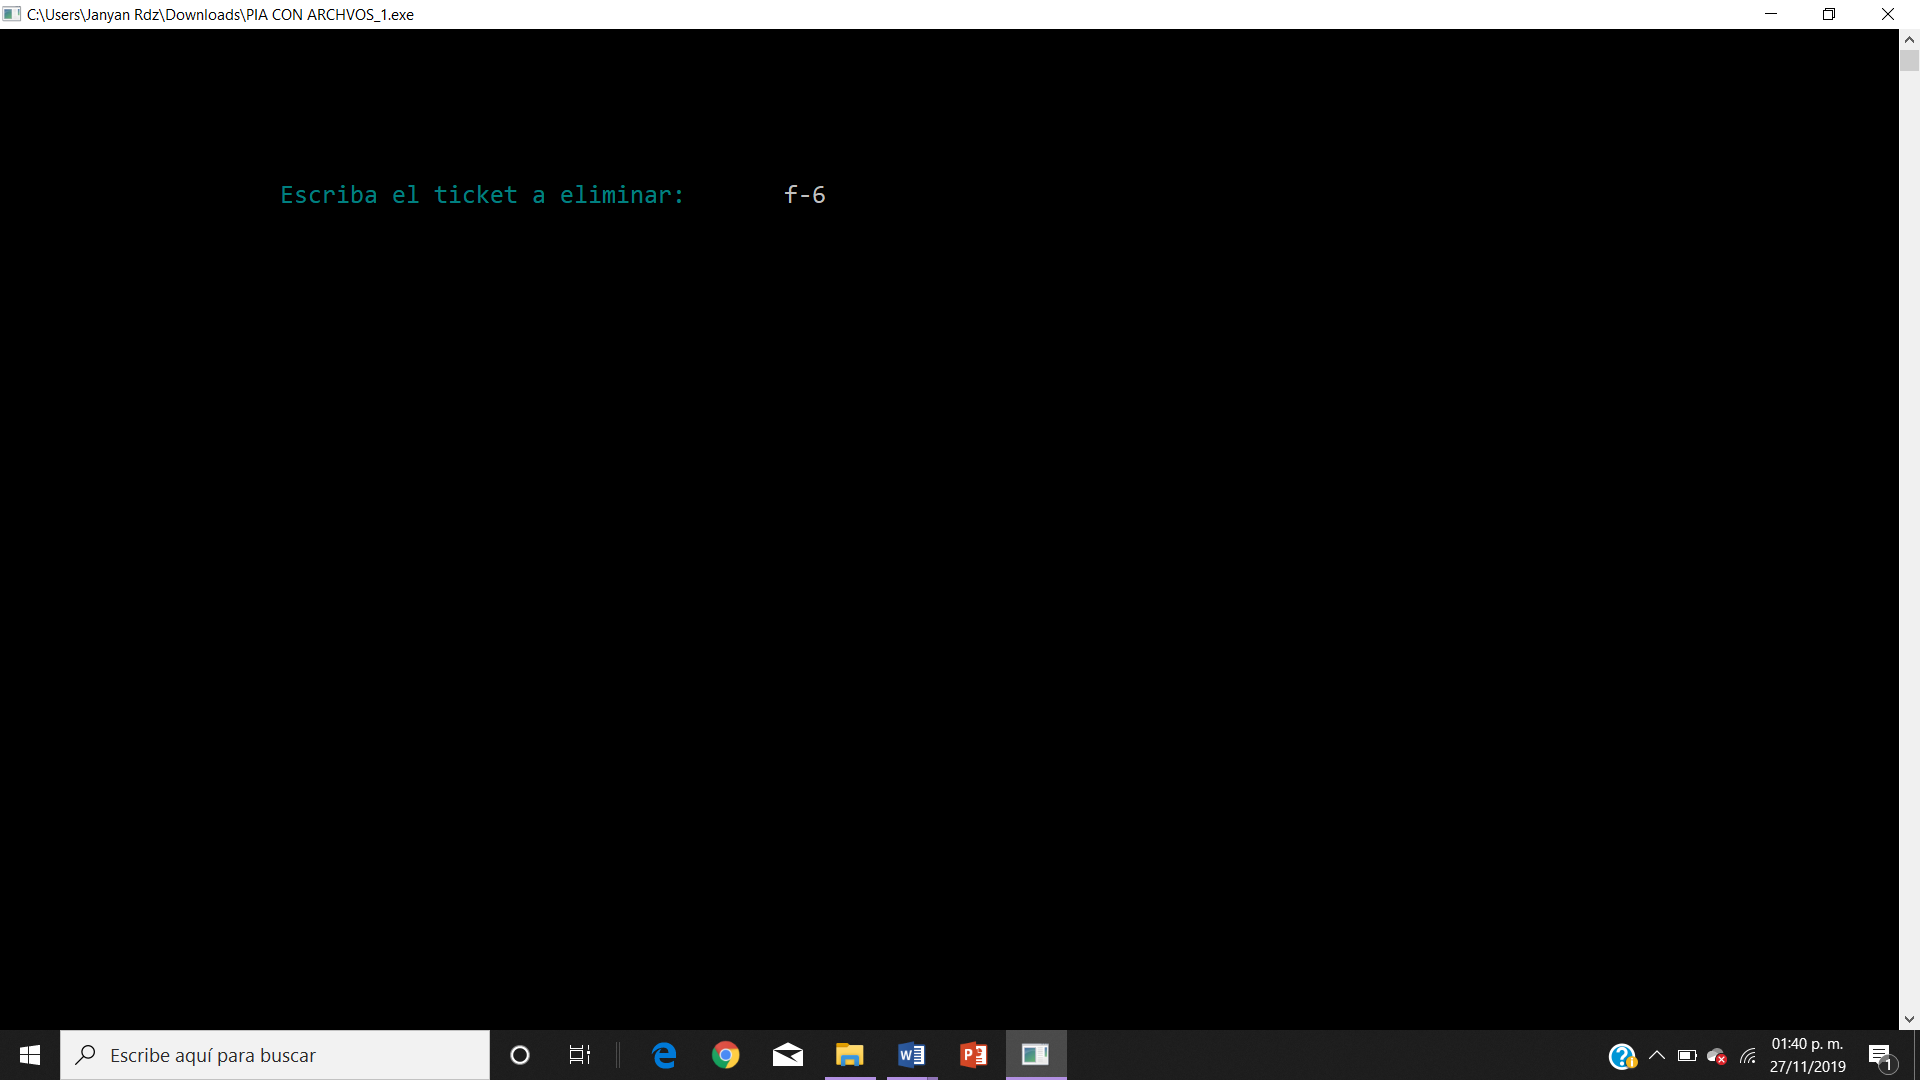 C:\Users\Janyan Rdz\Downloads\PIA CON ARCHVOS_1.exe
Escriba el ticket a eliminar: f-6
Escribe aquí para buscar
01:40 p. m.
27/11/2019
1